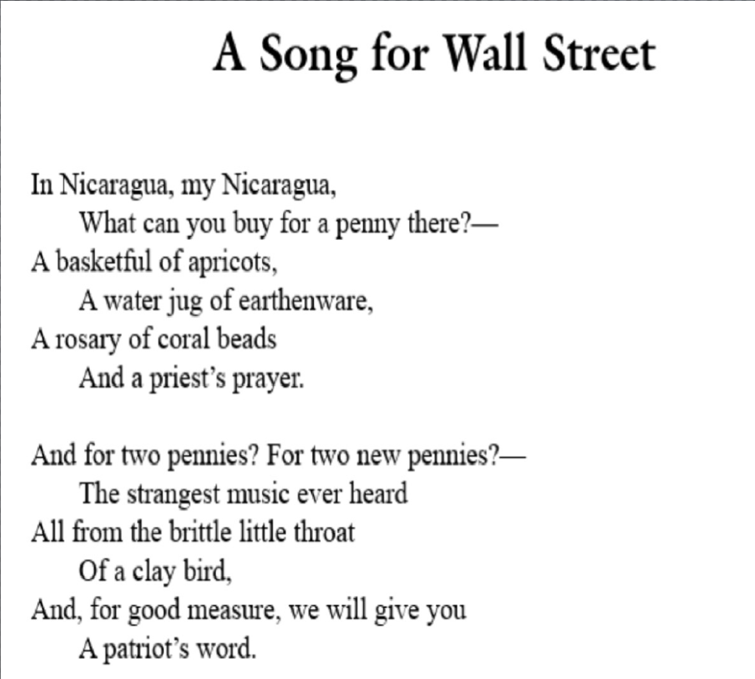 A Song for Wall Street
In Nicaragua, my Nicaragua,
What can you buy for a penny there?—
A basketful of apricots,
A water jug of earthenware,
A rosary of coral beads
And a priest’s prayer.
And for two pennies? For two new pennies?—
The strangest music ever heard
All from the brittle little throat
Of a clay bird,
And, for good measure, we will give you
A patriot’s word.